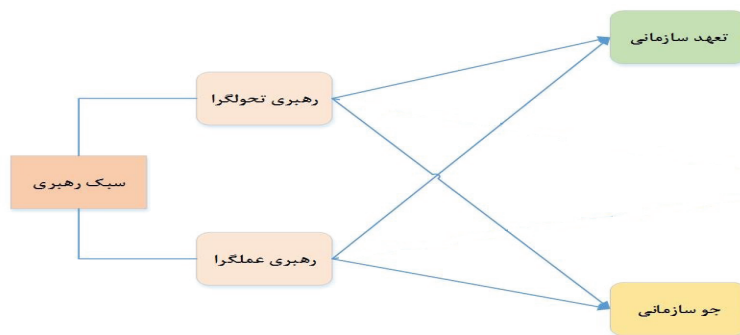 تعهد سازمانی
رهبری تحولگرا
سبک رهبری
رهبری عملگرا
جو سازمانی